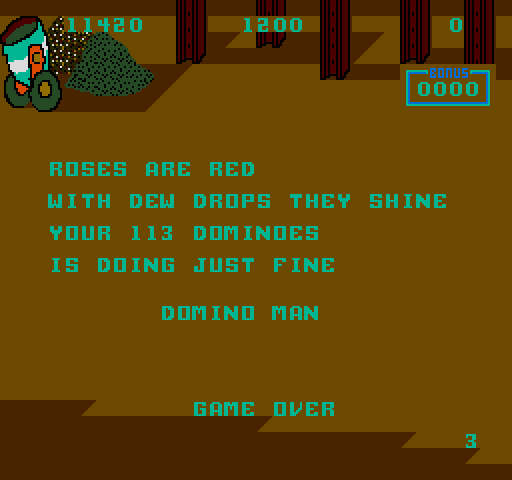 11420 1200 0
BONUS
0000
ROSES ARE RED
WITH DEW DROPS THEY SHINE
YOUR 113 DOMINOES
IS DOING JUST FINE
DOMINO MAN
GAME OVER
3